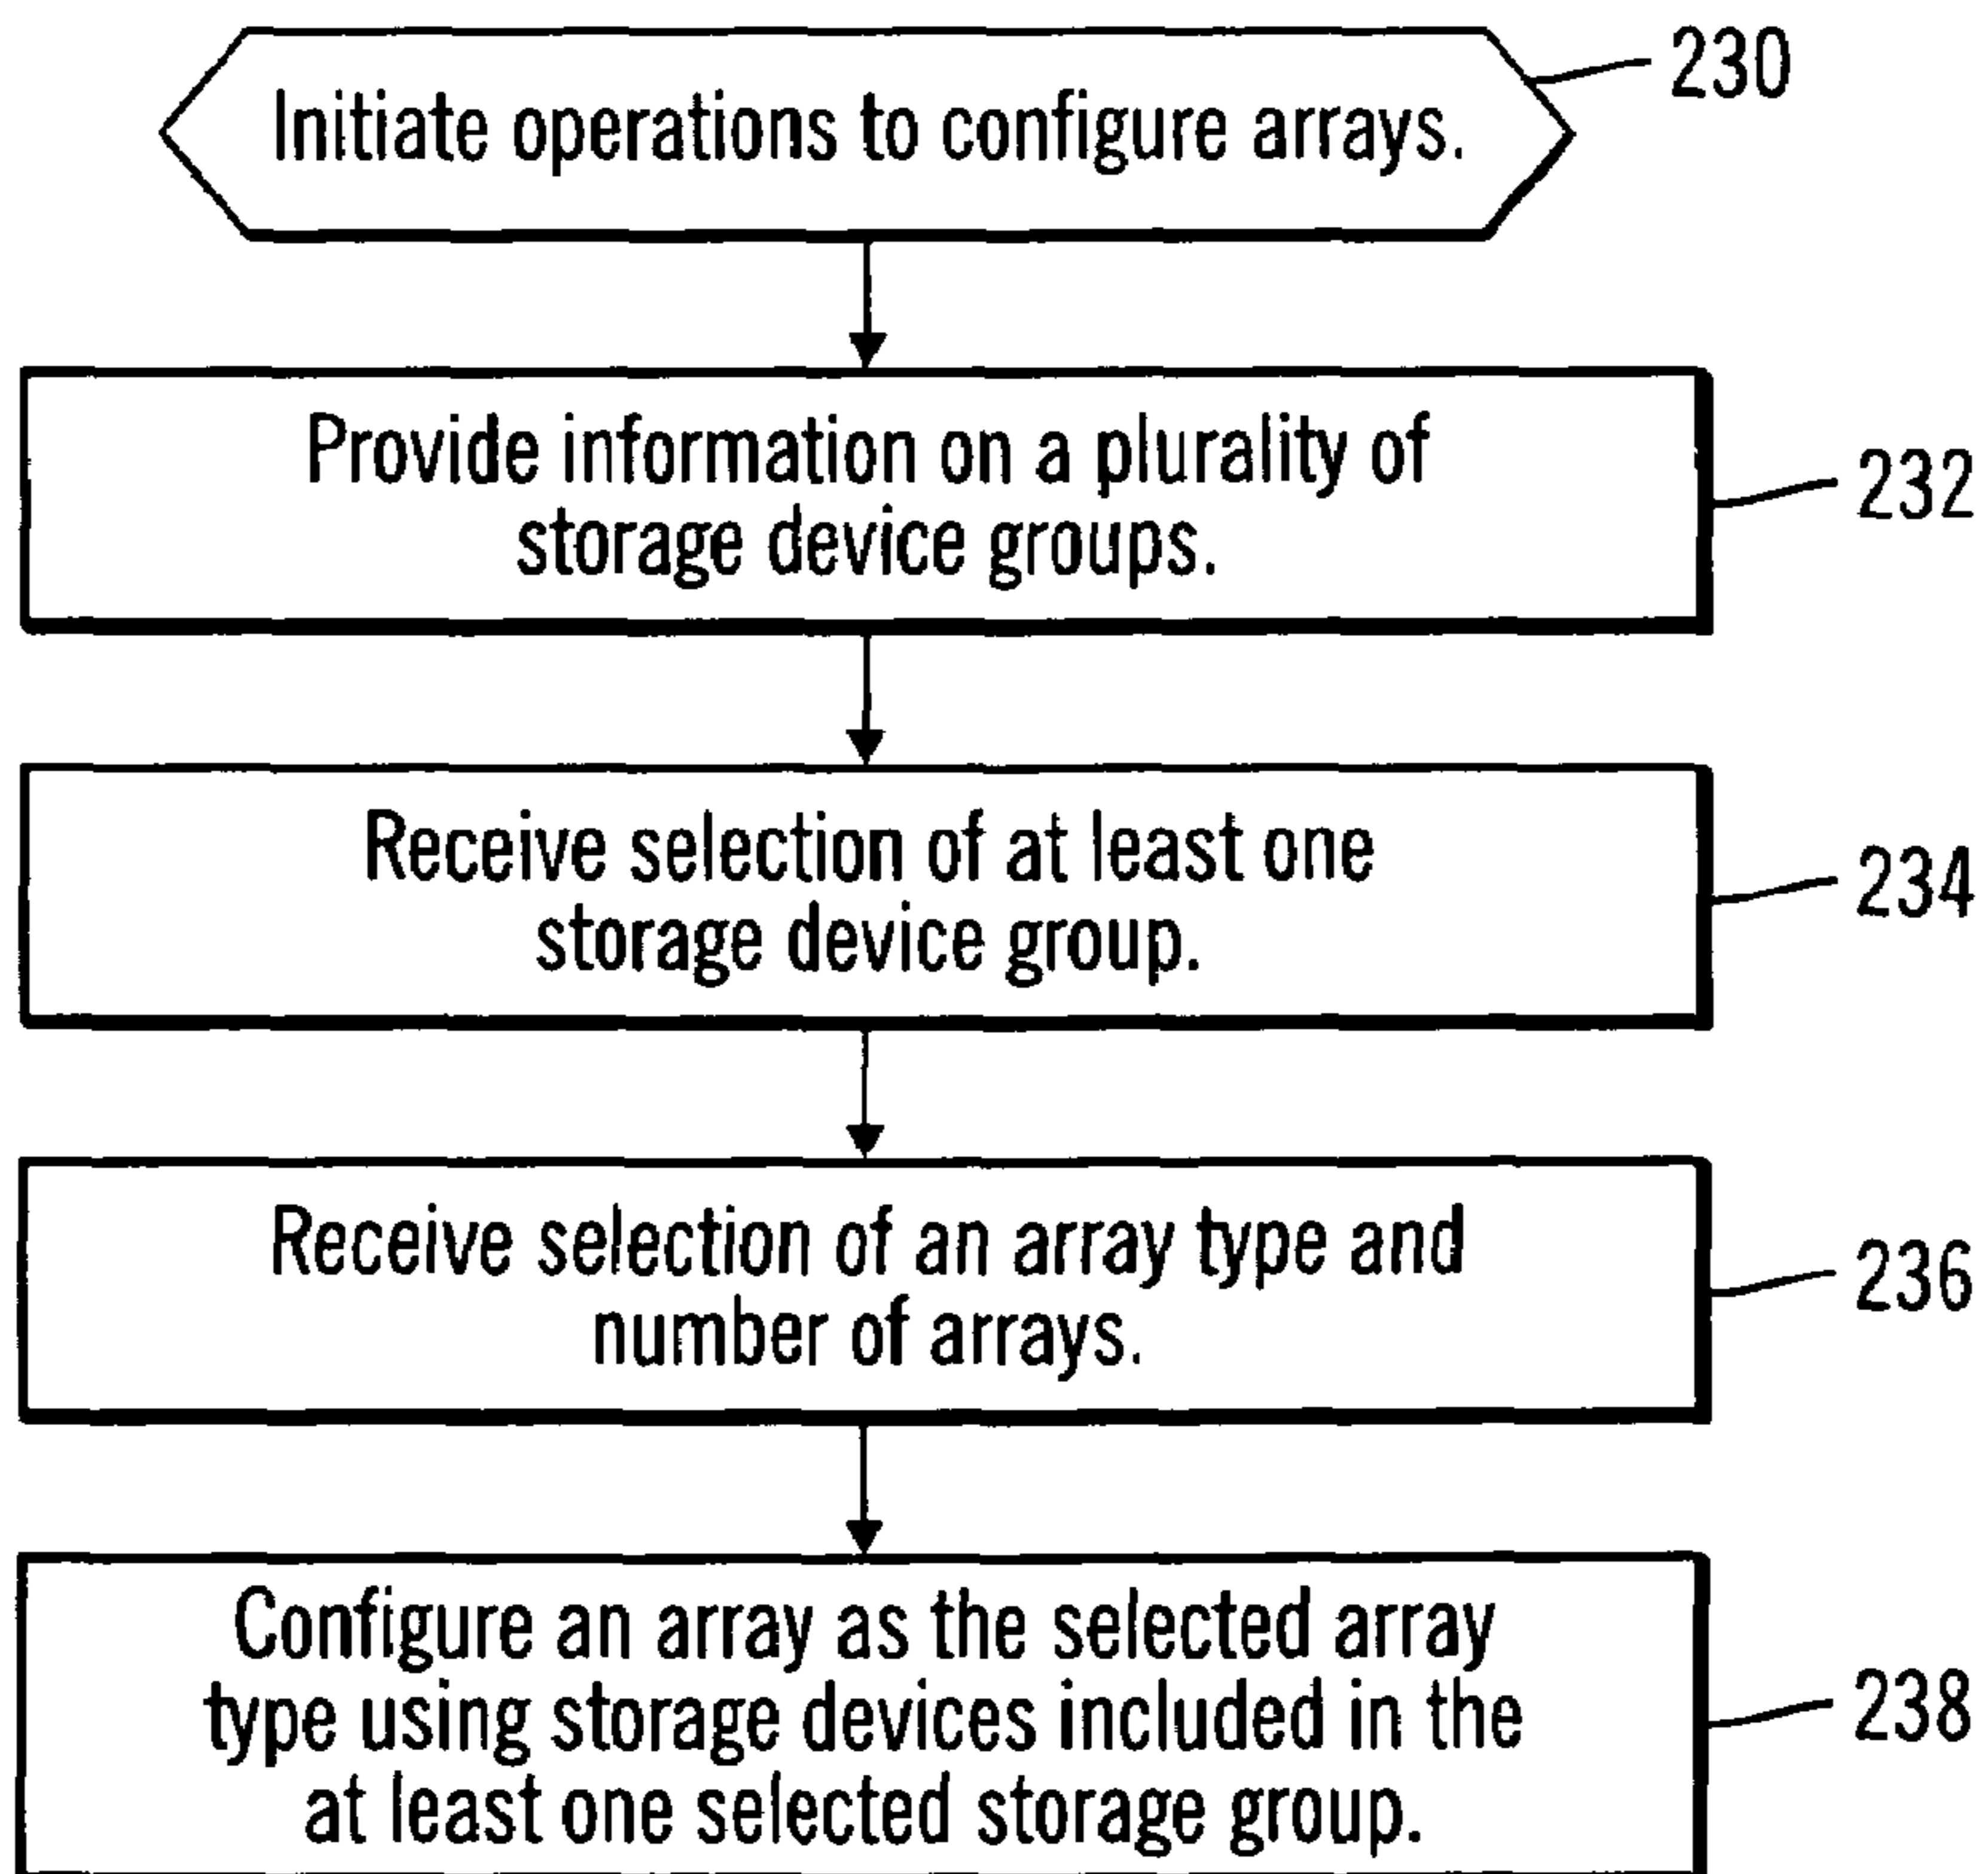 Initiate operations to configure arrays.
230
Provide information on a plurality of
storage device groups.
232
Receive selection of at least one
storage device group.
234
Receive selection of an array type and
number of arrays.
236
Configure an array as the selected array
type using storage devices included in the
at least one selected storage group.
238